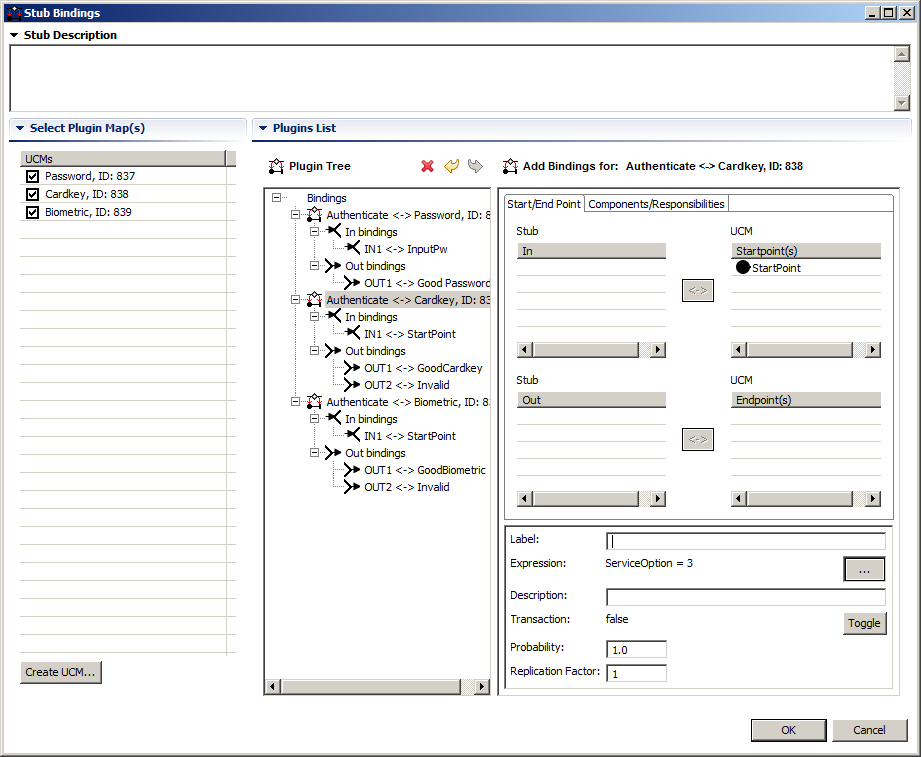 Stub Bindings
Stub Description
Select Plugin Map(s)
UCMs
Password, ID: 837
Cardkey, ID: 838
Biometric, ID: 839
Create UCM...
Plugins List
Plugin Tree
Bindings
Authenticate <-> Password, ID: 8
In bindings
IN1 <-> InputPw
Out bindings
OUT1 <-> Good Password
Authenticate <-> Cardkey, ID: 83
In bindings
IN1 <-> StartPoint
Out bindings
OUT1 <-> GoodCardkey
OUT2 <-> Invalid
Authenticate <-> Biometric, ID: 8
In bindings
IN1 <-> StartPoint
Out bindings
OUT1 <-> GoodBiometric
OUT2 <-> Invalid
Add Bindings for: Authenticate <-> Cardkey, ID: 838
Start/End Point Components/Responsibilities
Stub UCM
In Startpoint(s)
StartPoint
<->
Stub UCM
Out Endpoint(s)
<->
Label:
Expression: ServiceOption = 3 ...
Description:
Transaction: false Toggle
Probability: 1.0
Replication Factor: 1
OK Cancel